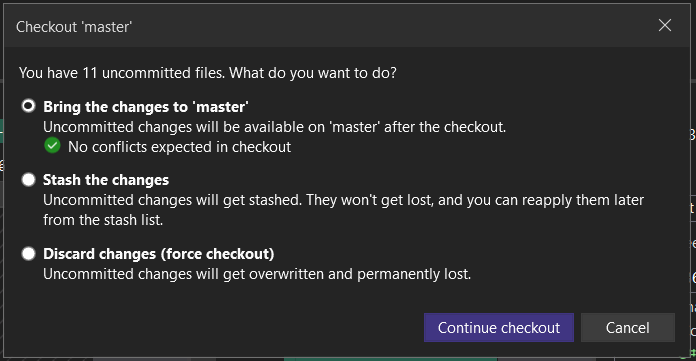 Checkout 'master'
You have 11 uncommitted files. What do you want to do?
Bring the changes to 'master'
Uncommitted changes will be available on 'master' after the checkout.
No conflicts expected in checkout
Stash the changes
Uncommitted changes will get stashed. They won't get lost, and you can reapply them later
from the stash list.
Discard changes (force checkout)
Uncommitted changes will get overwritten and permanently lost.
Continue checkout
Cancel